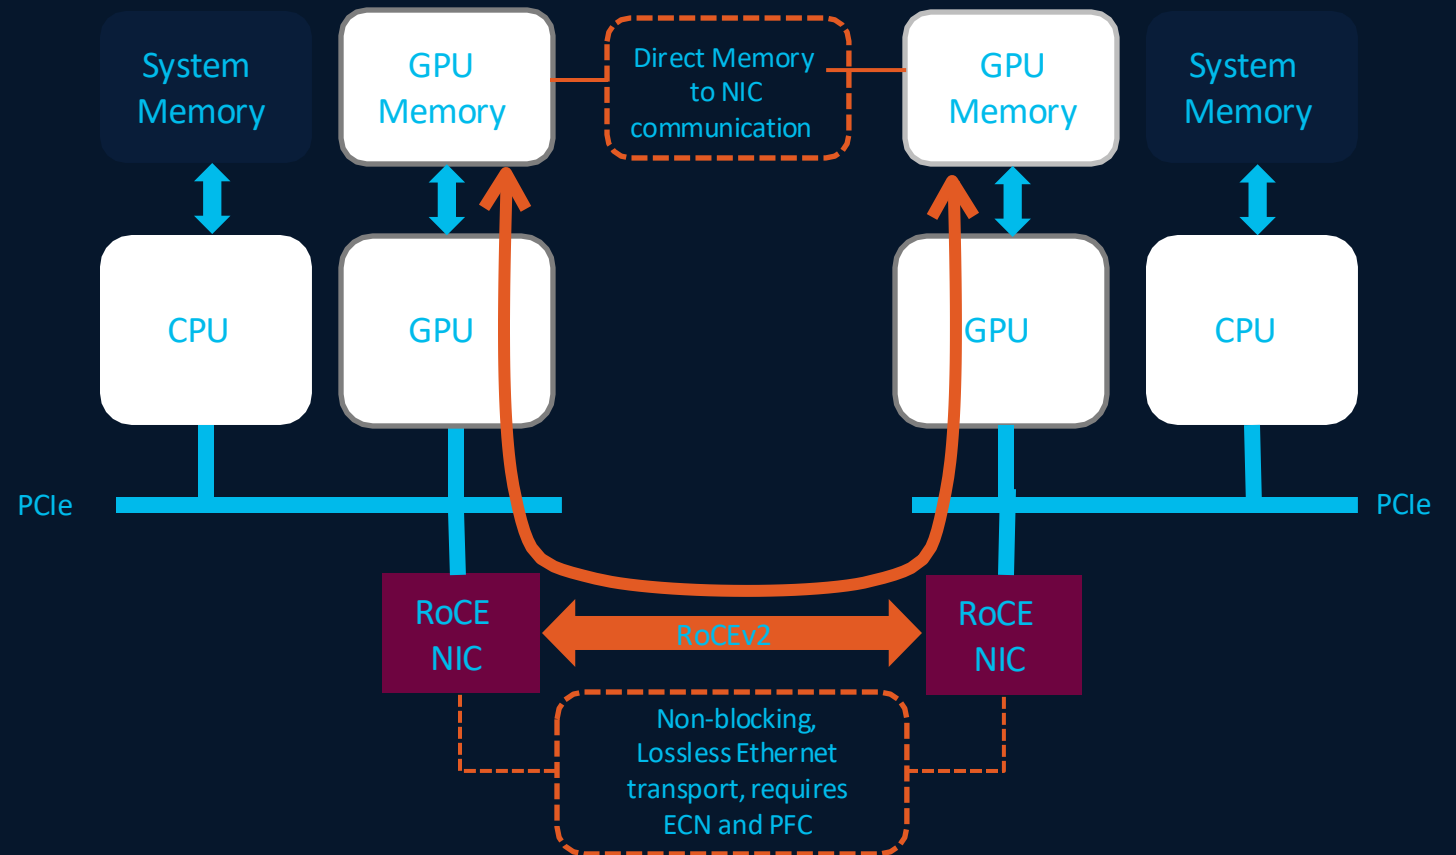 System
Memory
GPU
Memory
Direct Memory
to NIC
communication
GPU
Memory
System
Memory
CPU
GPU
GPU
CPU
PCIe
PCIe
RoCE
NIC
RoCEv2
RoCE
NIC
Non-blocking,
Lossless Ethernet
transport, requires
ECN and PFC